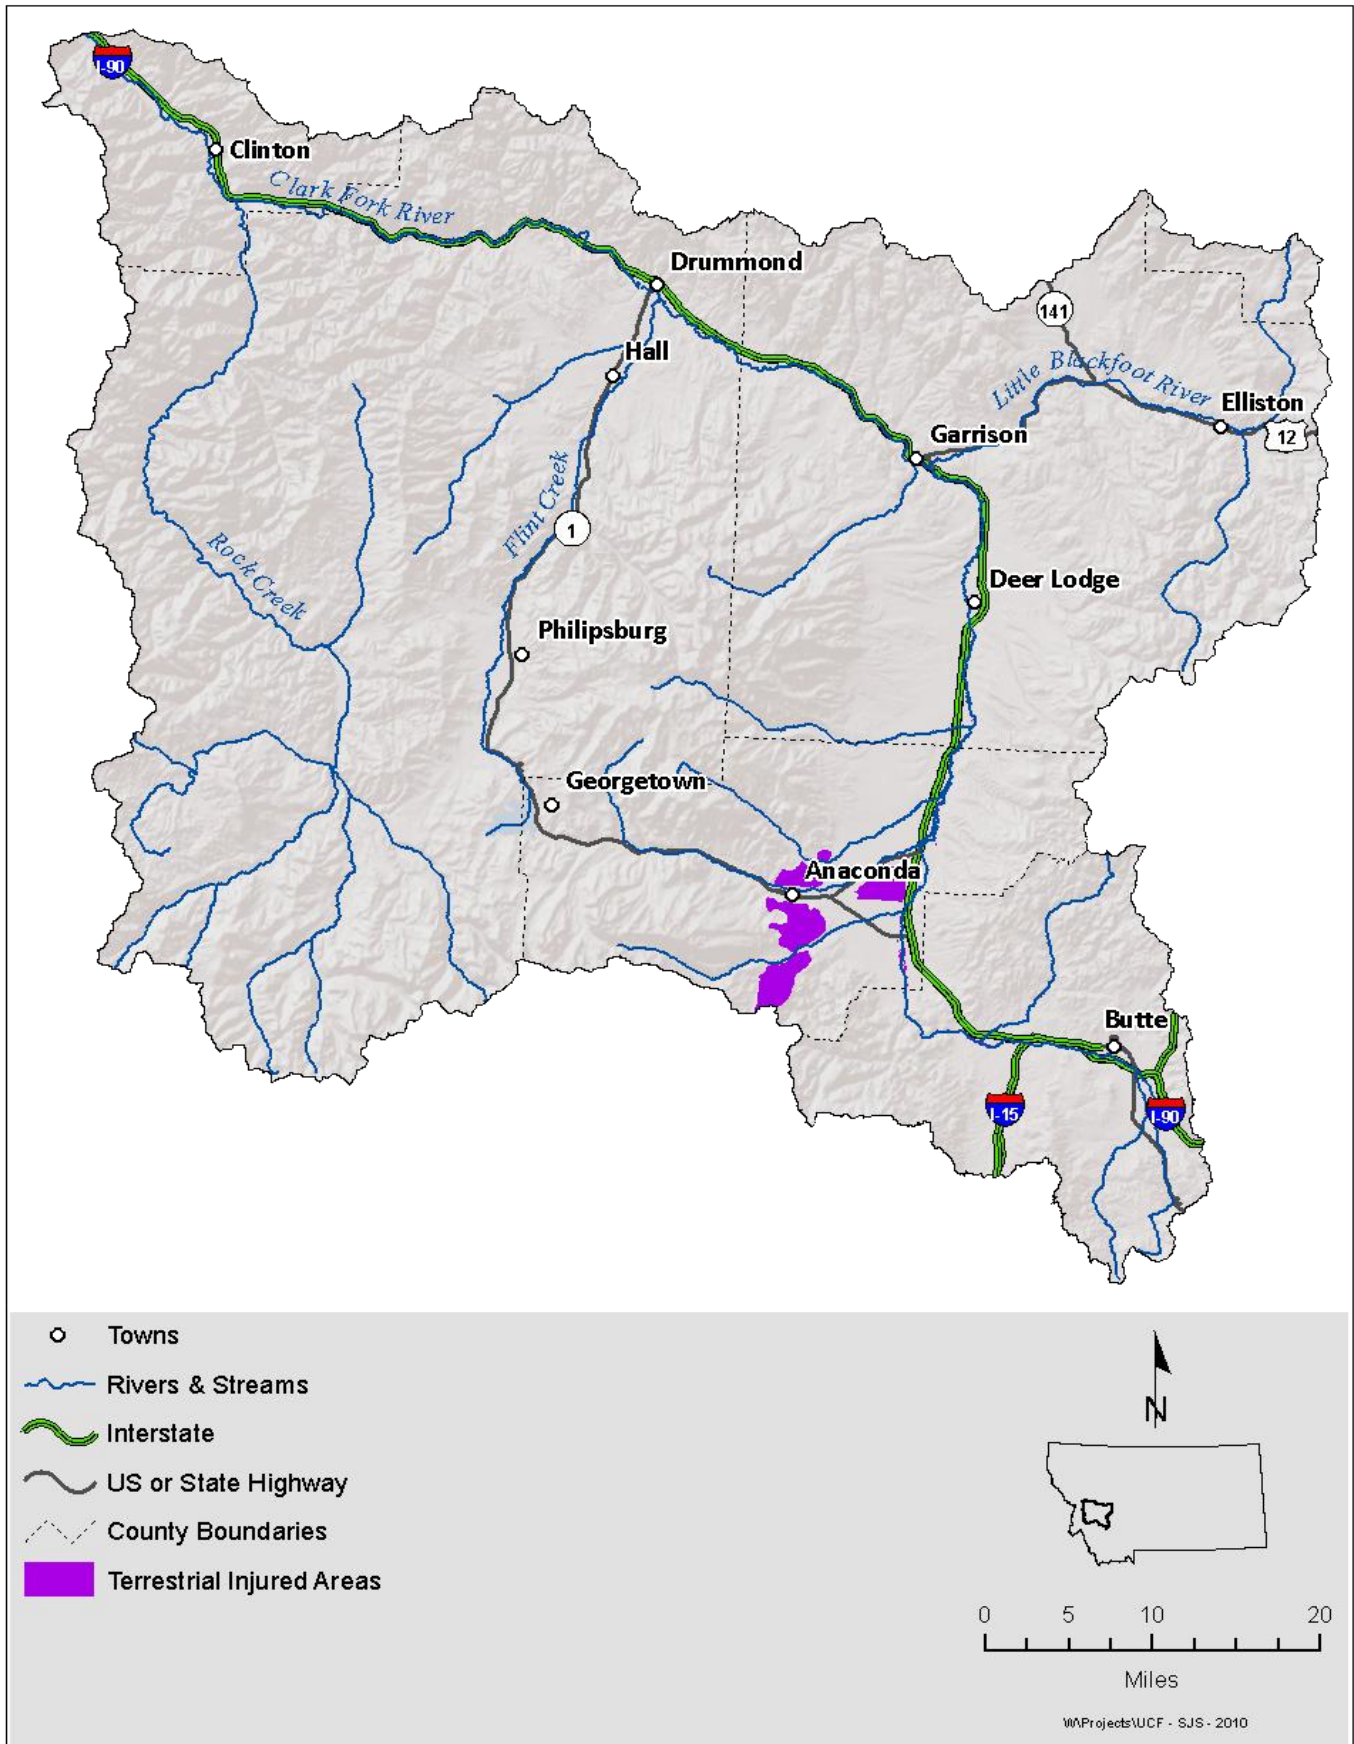 I-90
Clinton
Clark Fork River
Drummond
141
Hall
Little Blackfoot River
Elliston
12
Garrison
Flint Creek
1
Rock Creek
Deer Lodge
Philipsburg
Georgetown
Anaconda
Butte
I-15
I-90
Towns
Rivers & Streams
Interstate
US or State Highway
County Boundaries
Terrestrial Injured Areas
N
0 5 10 20
Miles
W\Projects\UCF - SJS - 2010